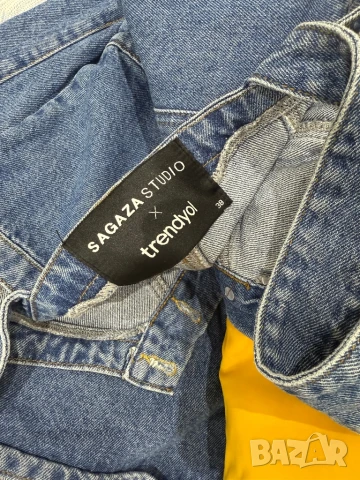 SAGAZA STUDIO
×
trendyol
38
BAZAR